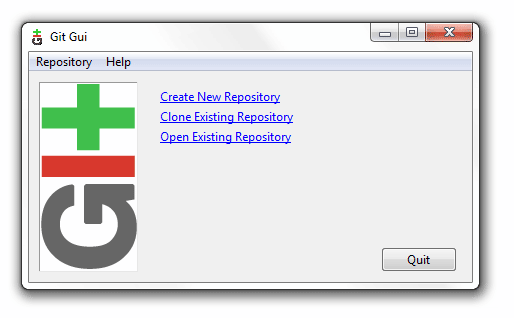 Git Gui
Repository Help
Create New Repository
Clone Existing Repository
Open Existing Repository
Quit